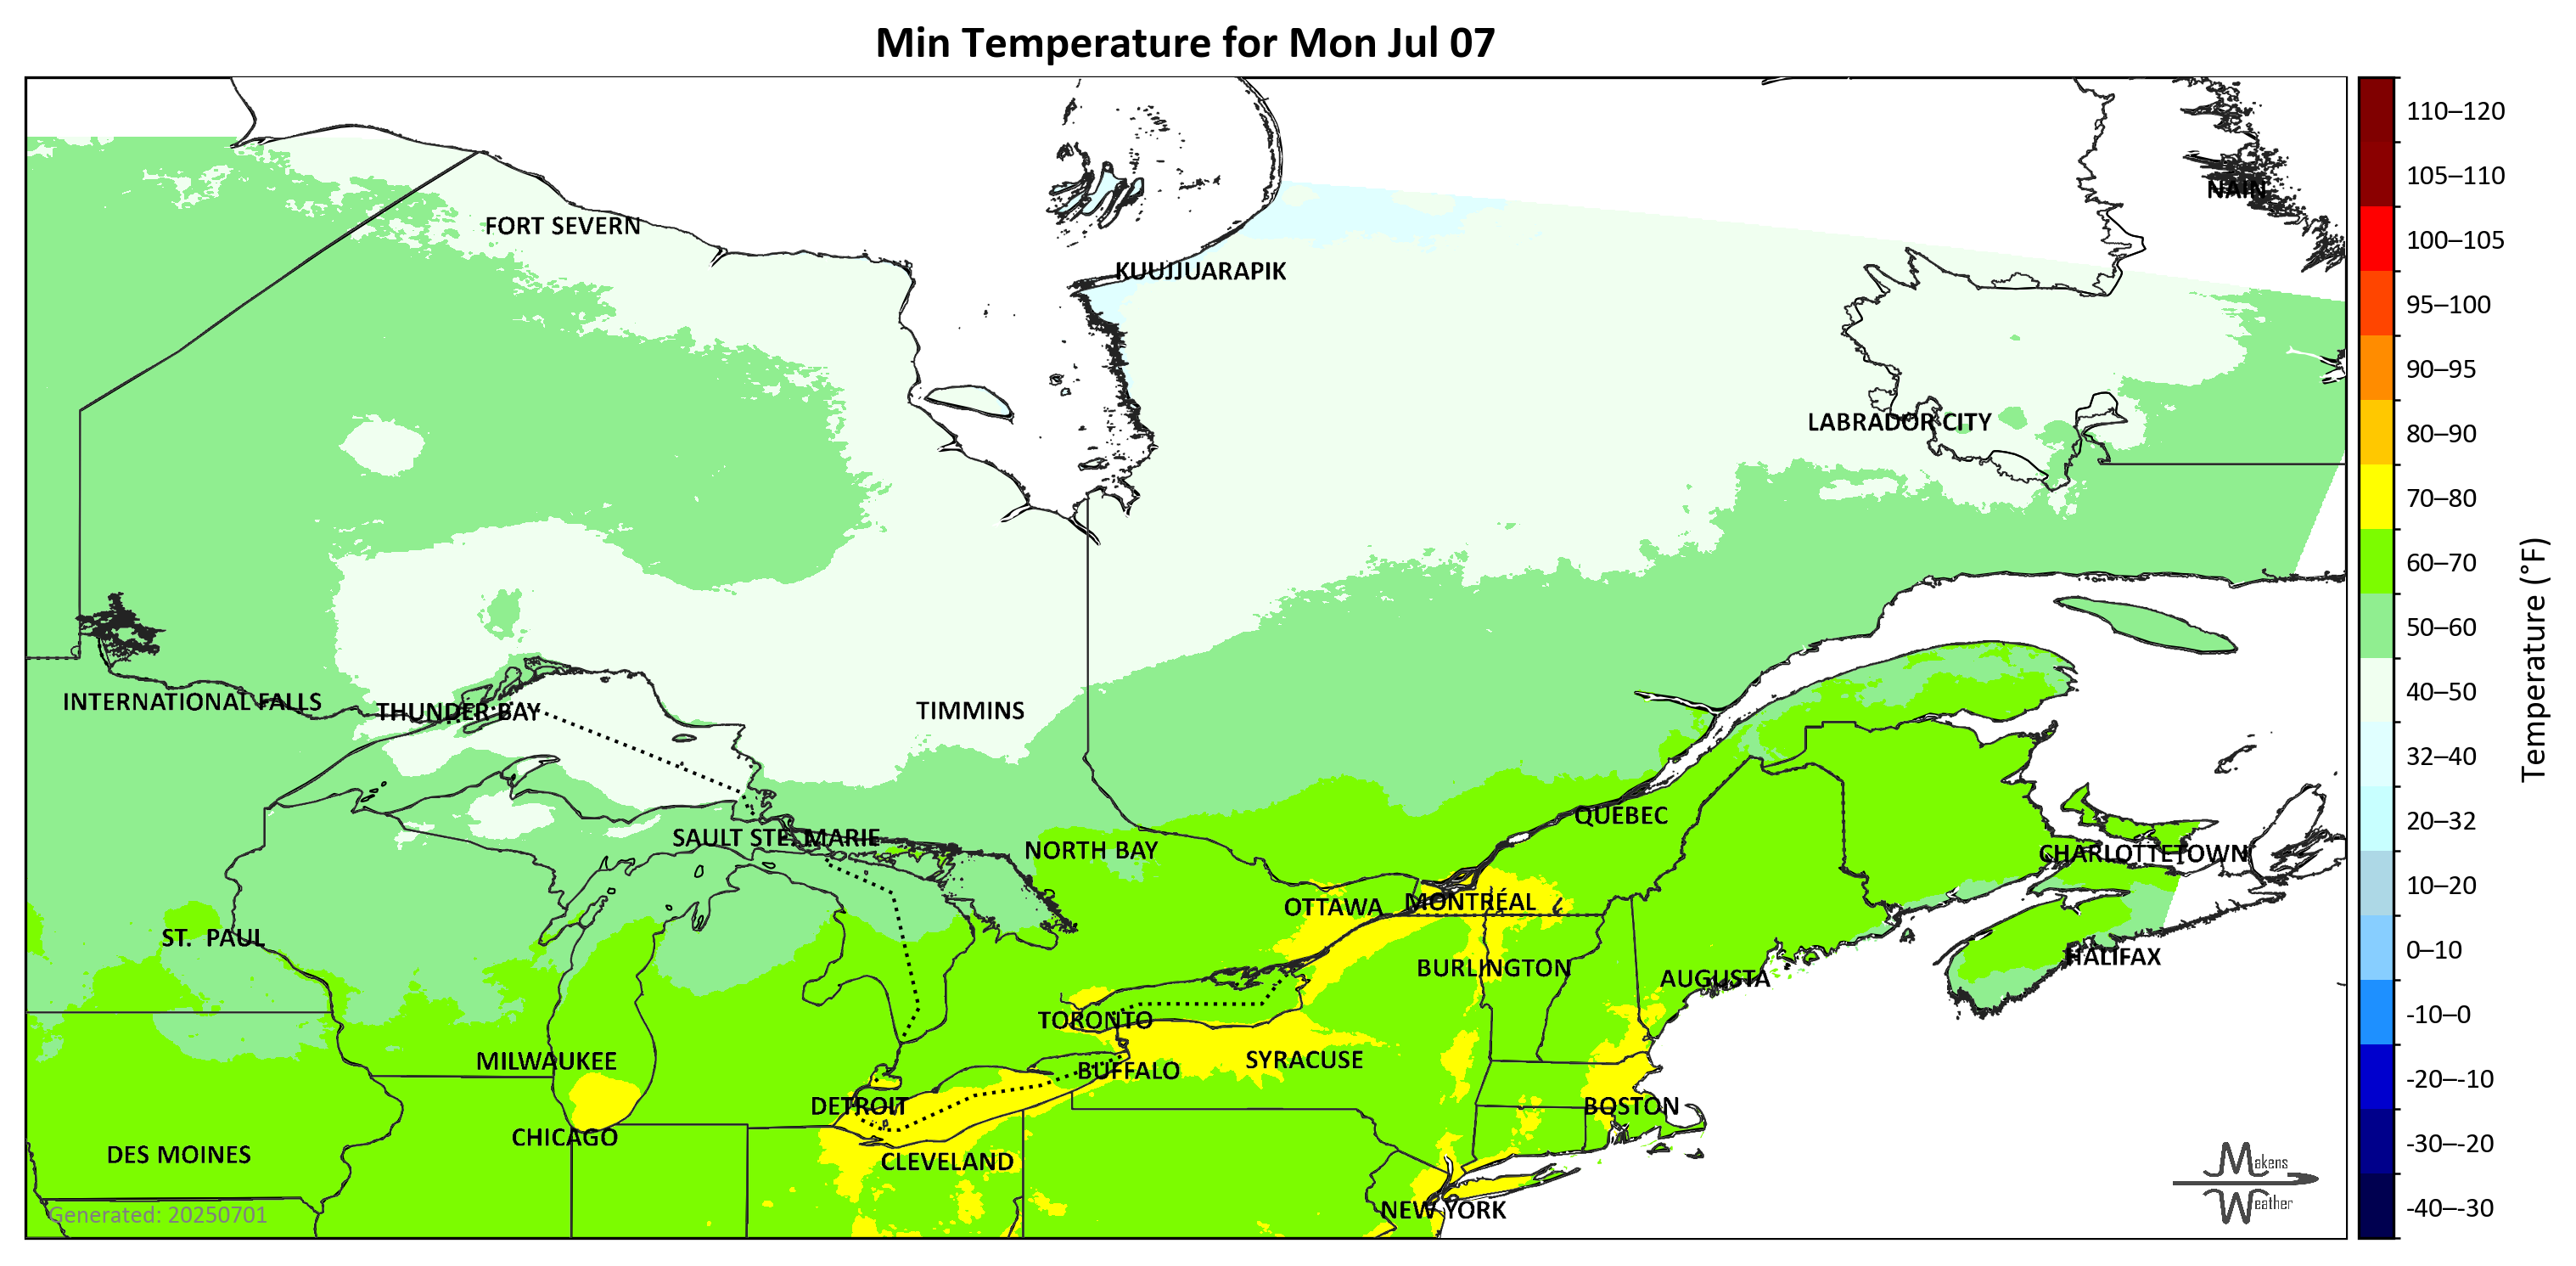 Min Temperature for Mon Jul 07
NAIN
FORT SEVERN
KUUJJUARAPIK
LABRADOR CITY
INTERNATIONAL FALLS
THUNDER BAY
TIMMINS
QUEBEC
SAULT STE. MARIE
NORTH BAY
CHARLOTTETOWN
OTTAWA
MONTRÉAL
ST. PAUL
BURLINGTON
HALIFAX
AUGUSTA
TORONTO
MILWAUKEE
SYRACUSE
BUFFALO
DETROIT
BOSTON
CHICAGO
DES MOINES
CLEVELAND
NEW YORK
Generated: 20250701
Makens
Weather
110–120
105–110
100–105
95–100
90–95
80–90
70–80
60–70
50–60
40–50
32–40
20–32
10–20
0–10
-10–0
-20–-10
-30–-20
-40–-30
Temperature (°F)